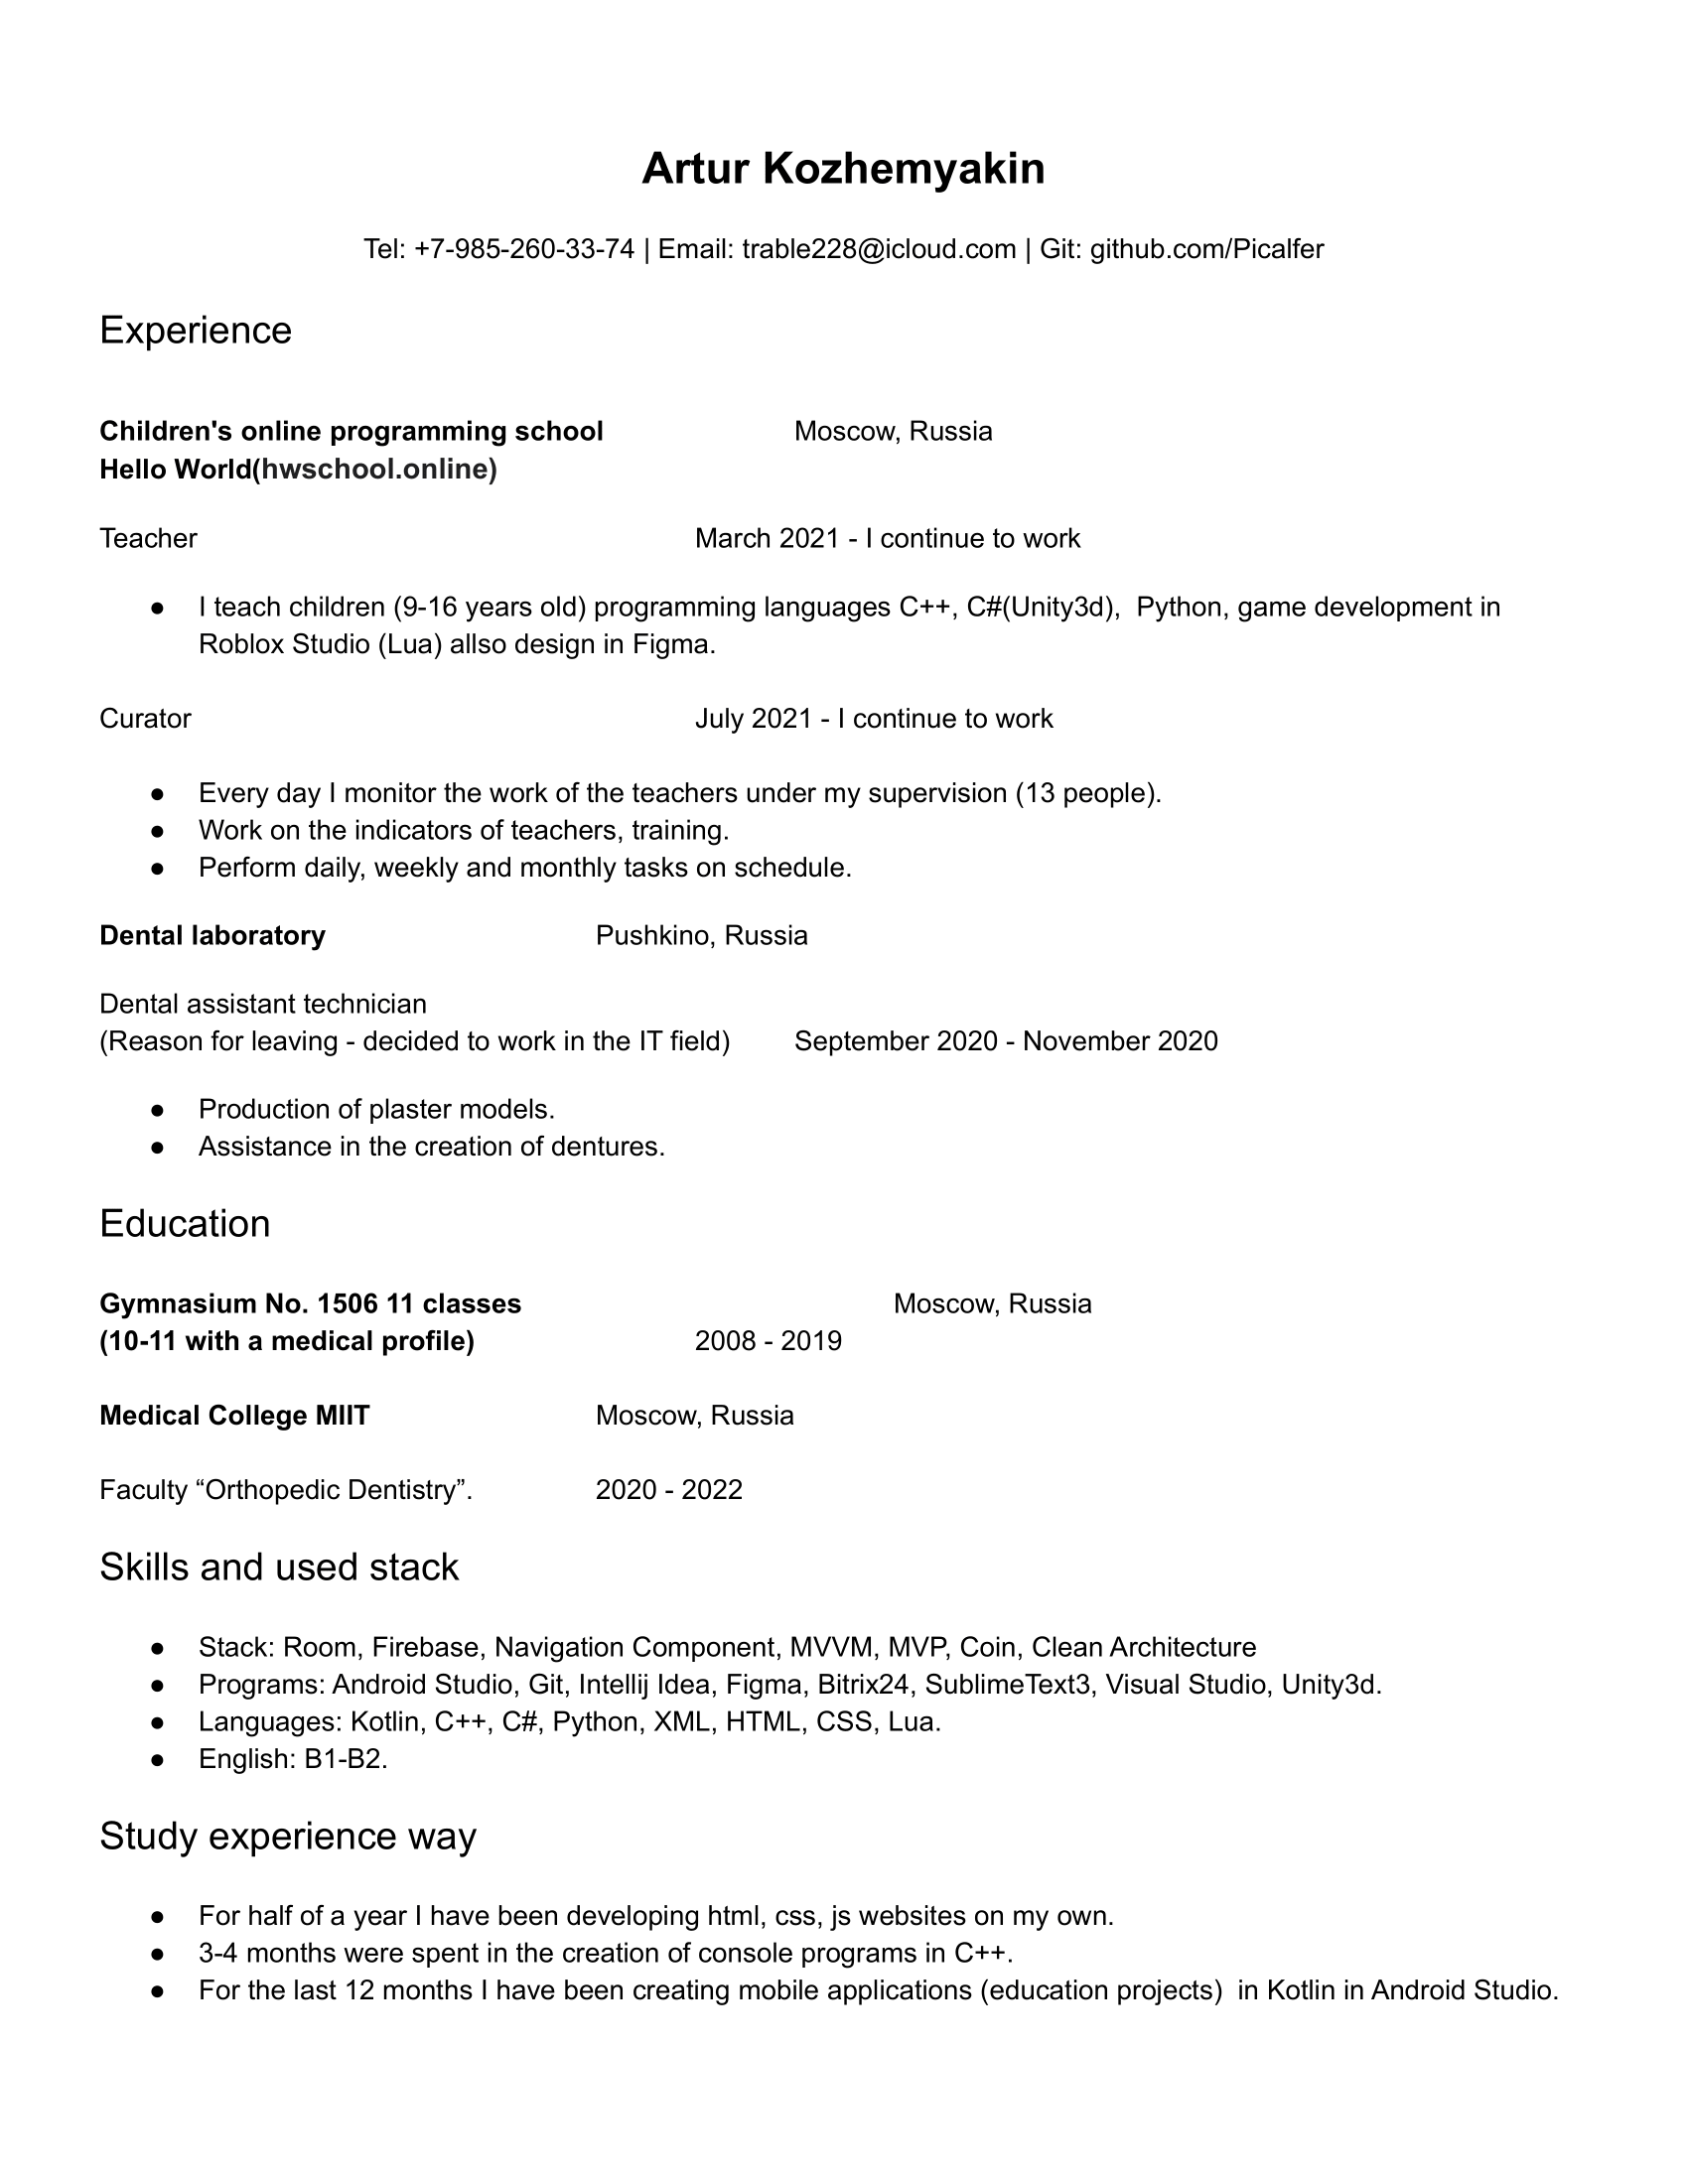 Artur Kozhemyakin
Tel: +7-985-260-33-74 | Email: trable228@icloud.com | Git: github.com/Picalfer
Experience
Children's online programming school Moscow, Russia
Hello World(hwschool.online)
Teacher March 2021 - I continue to work
● I teach children (9-16 years old) programming languages C++, C#(Unity3d), Python, game development in
Roblox Studio (Lua) allso design in Figma.
Curator July 2021 - I continue to work
● Every day I monitor the work of the teachers under my supervision (13 people).
● Work on the indicators of teachers, training.
● Perform daily, weekly and monthly tasks on schedule.
Dental laboratory Pushkino, Russia
Dental assistant technician
(Reason for leaving - decided to work in the IT field) September 2020 - November 2020
● Production of plaster models.
● Assistance in the creation of dentures.
Education
Gymnasium No. 1506 11 classes Moscow, Russia
(10-11 with a medical profile) 2008 - 2019
Medical College MIIT Moscow, Russia
Faculty “Orthopedic Dentistry”. 2020 - 2022
Skills and used stack
● Stack: Room, Firebase, Navigation Component, MVVM, MVP, Coin, Clean Architecture
● Programs: Android Studio, Git, Intellij Idea, Figma, Bitrix24, SublimeText3, Visual Studio, Unity3d.
● Languages: Kotlin, C++, C#, Python, XML, HTML, CSS, Lua.
● English: B1-B2.
Study experience way
● For half of a year I have been developing html, css, js websites on my own.
● 3-4 months were spent in the creation of console programs in C++.
● For the last 12 months I have been creating mobile applications (education projects) in Kotlin in Android Studio.